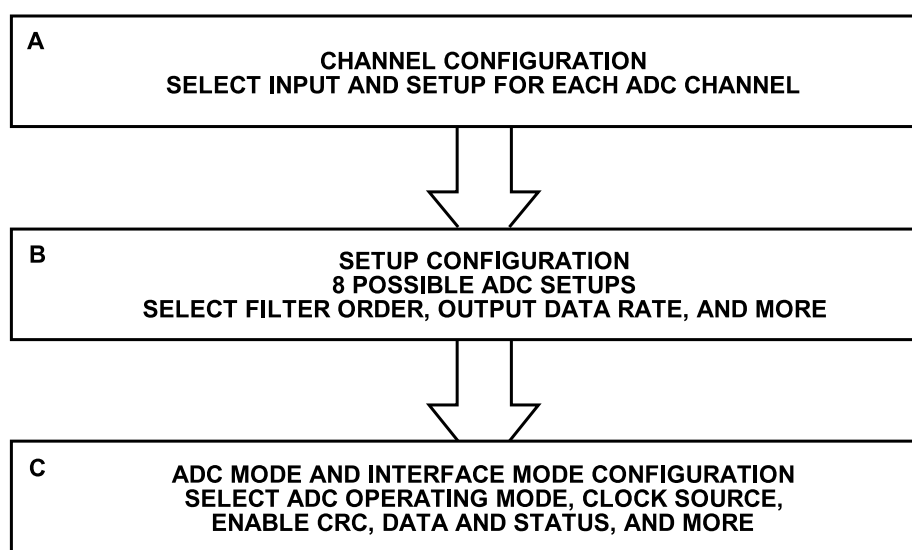 A
CHANNEL CONFIGURATION
SELECT INPUT AND SETUP FOR EACH ADC CHANNEL
B
SETUP CONFIGURATION
8 POSSIBLE ADC SETUPS
SELECT FILTER ORDER, OUTPUT DATA RATE, AND MORE
C
ADC MODE AND INTERFACE MODE CONFIGURATION
SELECT ADC OPERATING MODE, CLOCK SOURCE,
ENABLE CRC, DATA AND STATUS, AND MORE